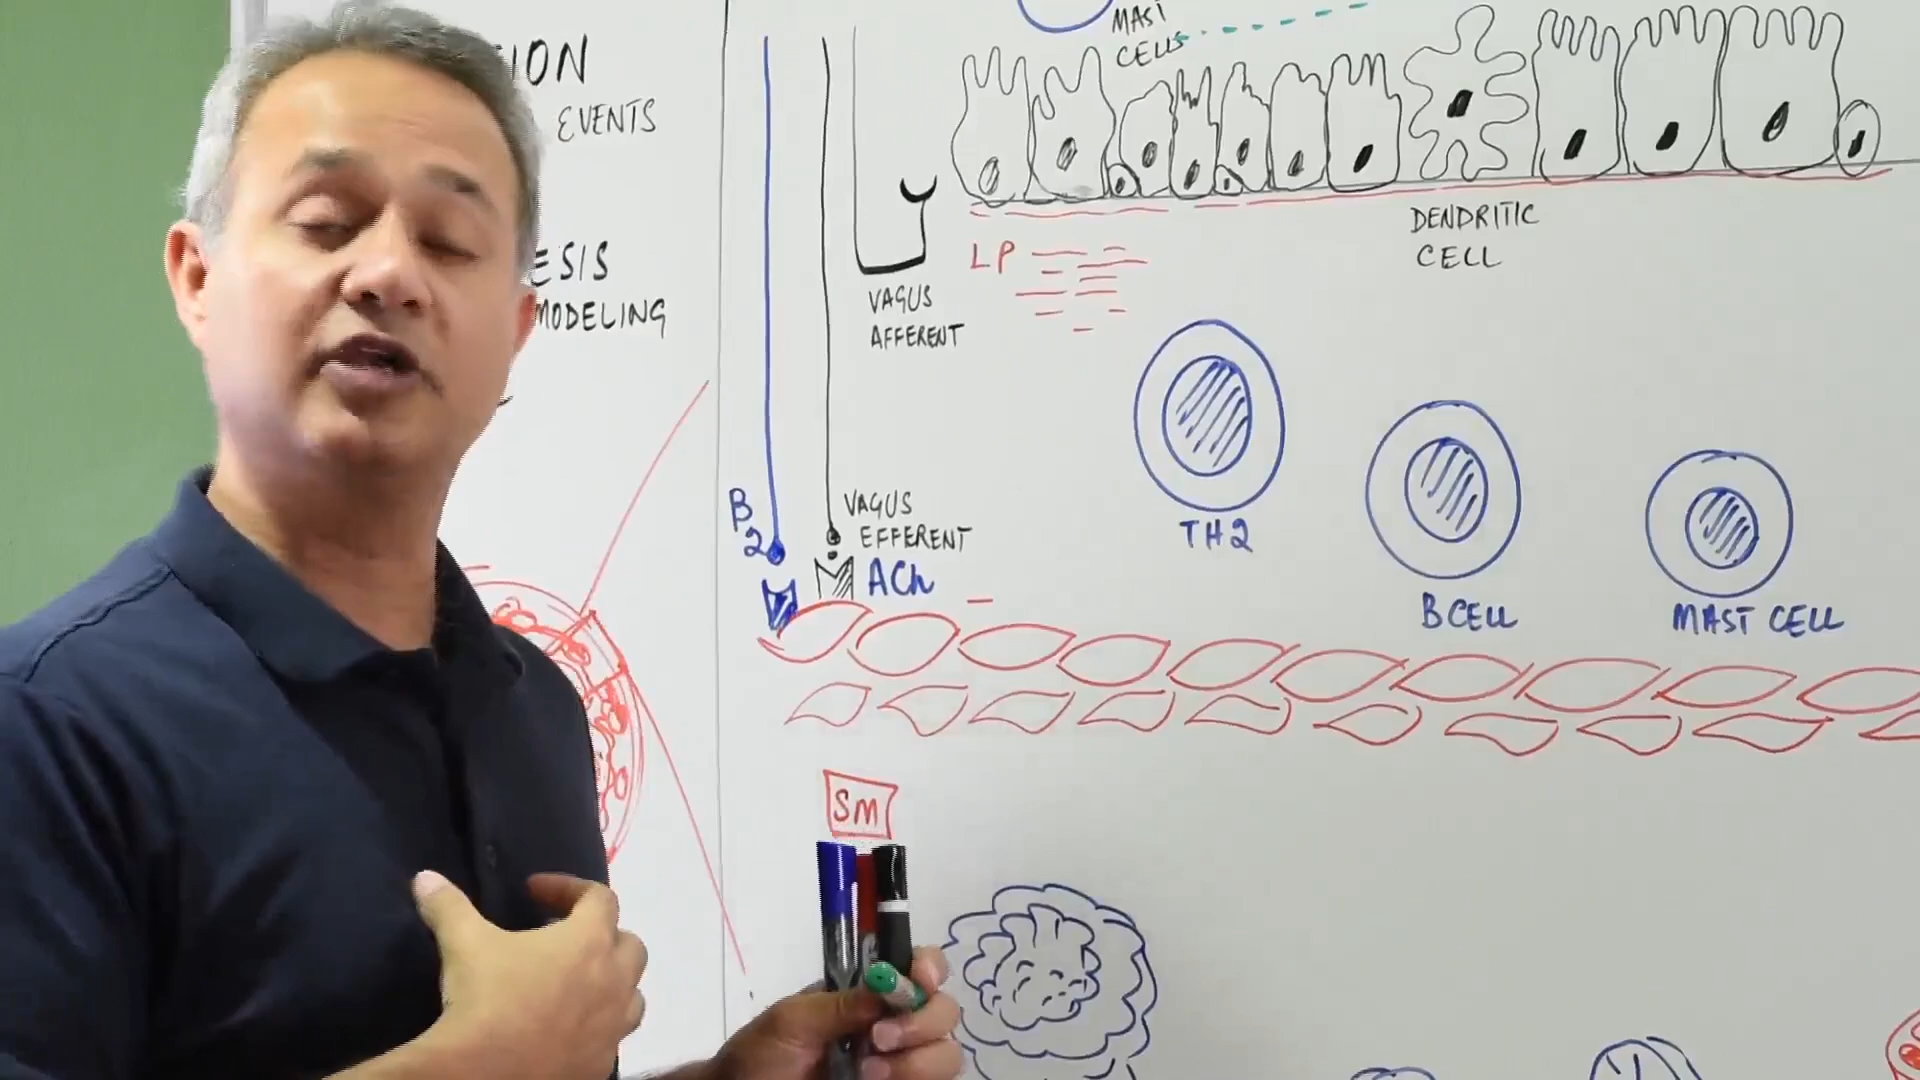 ION
EVENTS
ESIS
MODELING
MAST
CELLS
DENDRITIC
CELL
LP
VAGUS
AFFERENT
VAGUS
EFFERENT
B
2
ACh
TH2
B CELL
MAST CELL
SM